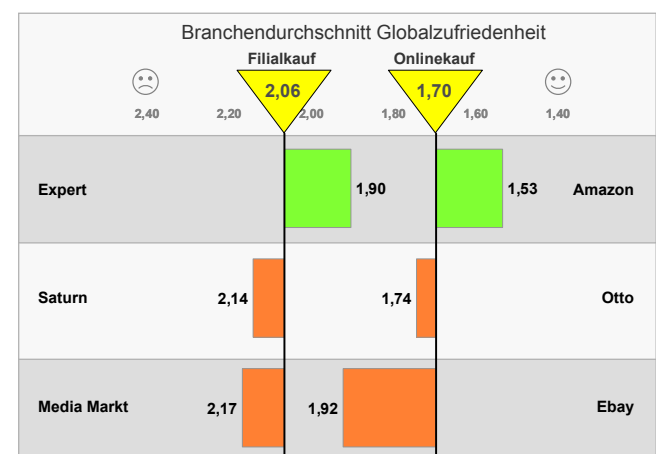 Branchendurchschnitt Globalzufriedenheit
Filialkauf Onlinekauf
2,06 1,70
2,40 2,20 2,00 1,80 1,60 1,40
Expert 1,90 1,53 Amazon
Saturn 2,14 1,74 Otto
Media Markt 2,17 1,92 Ebay